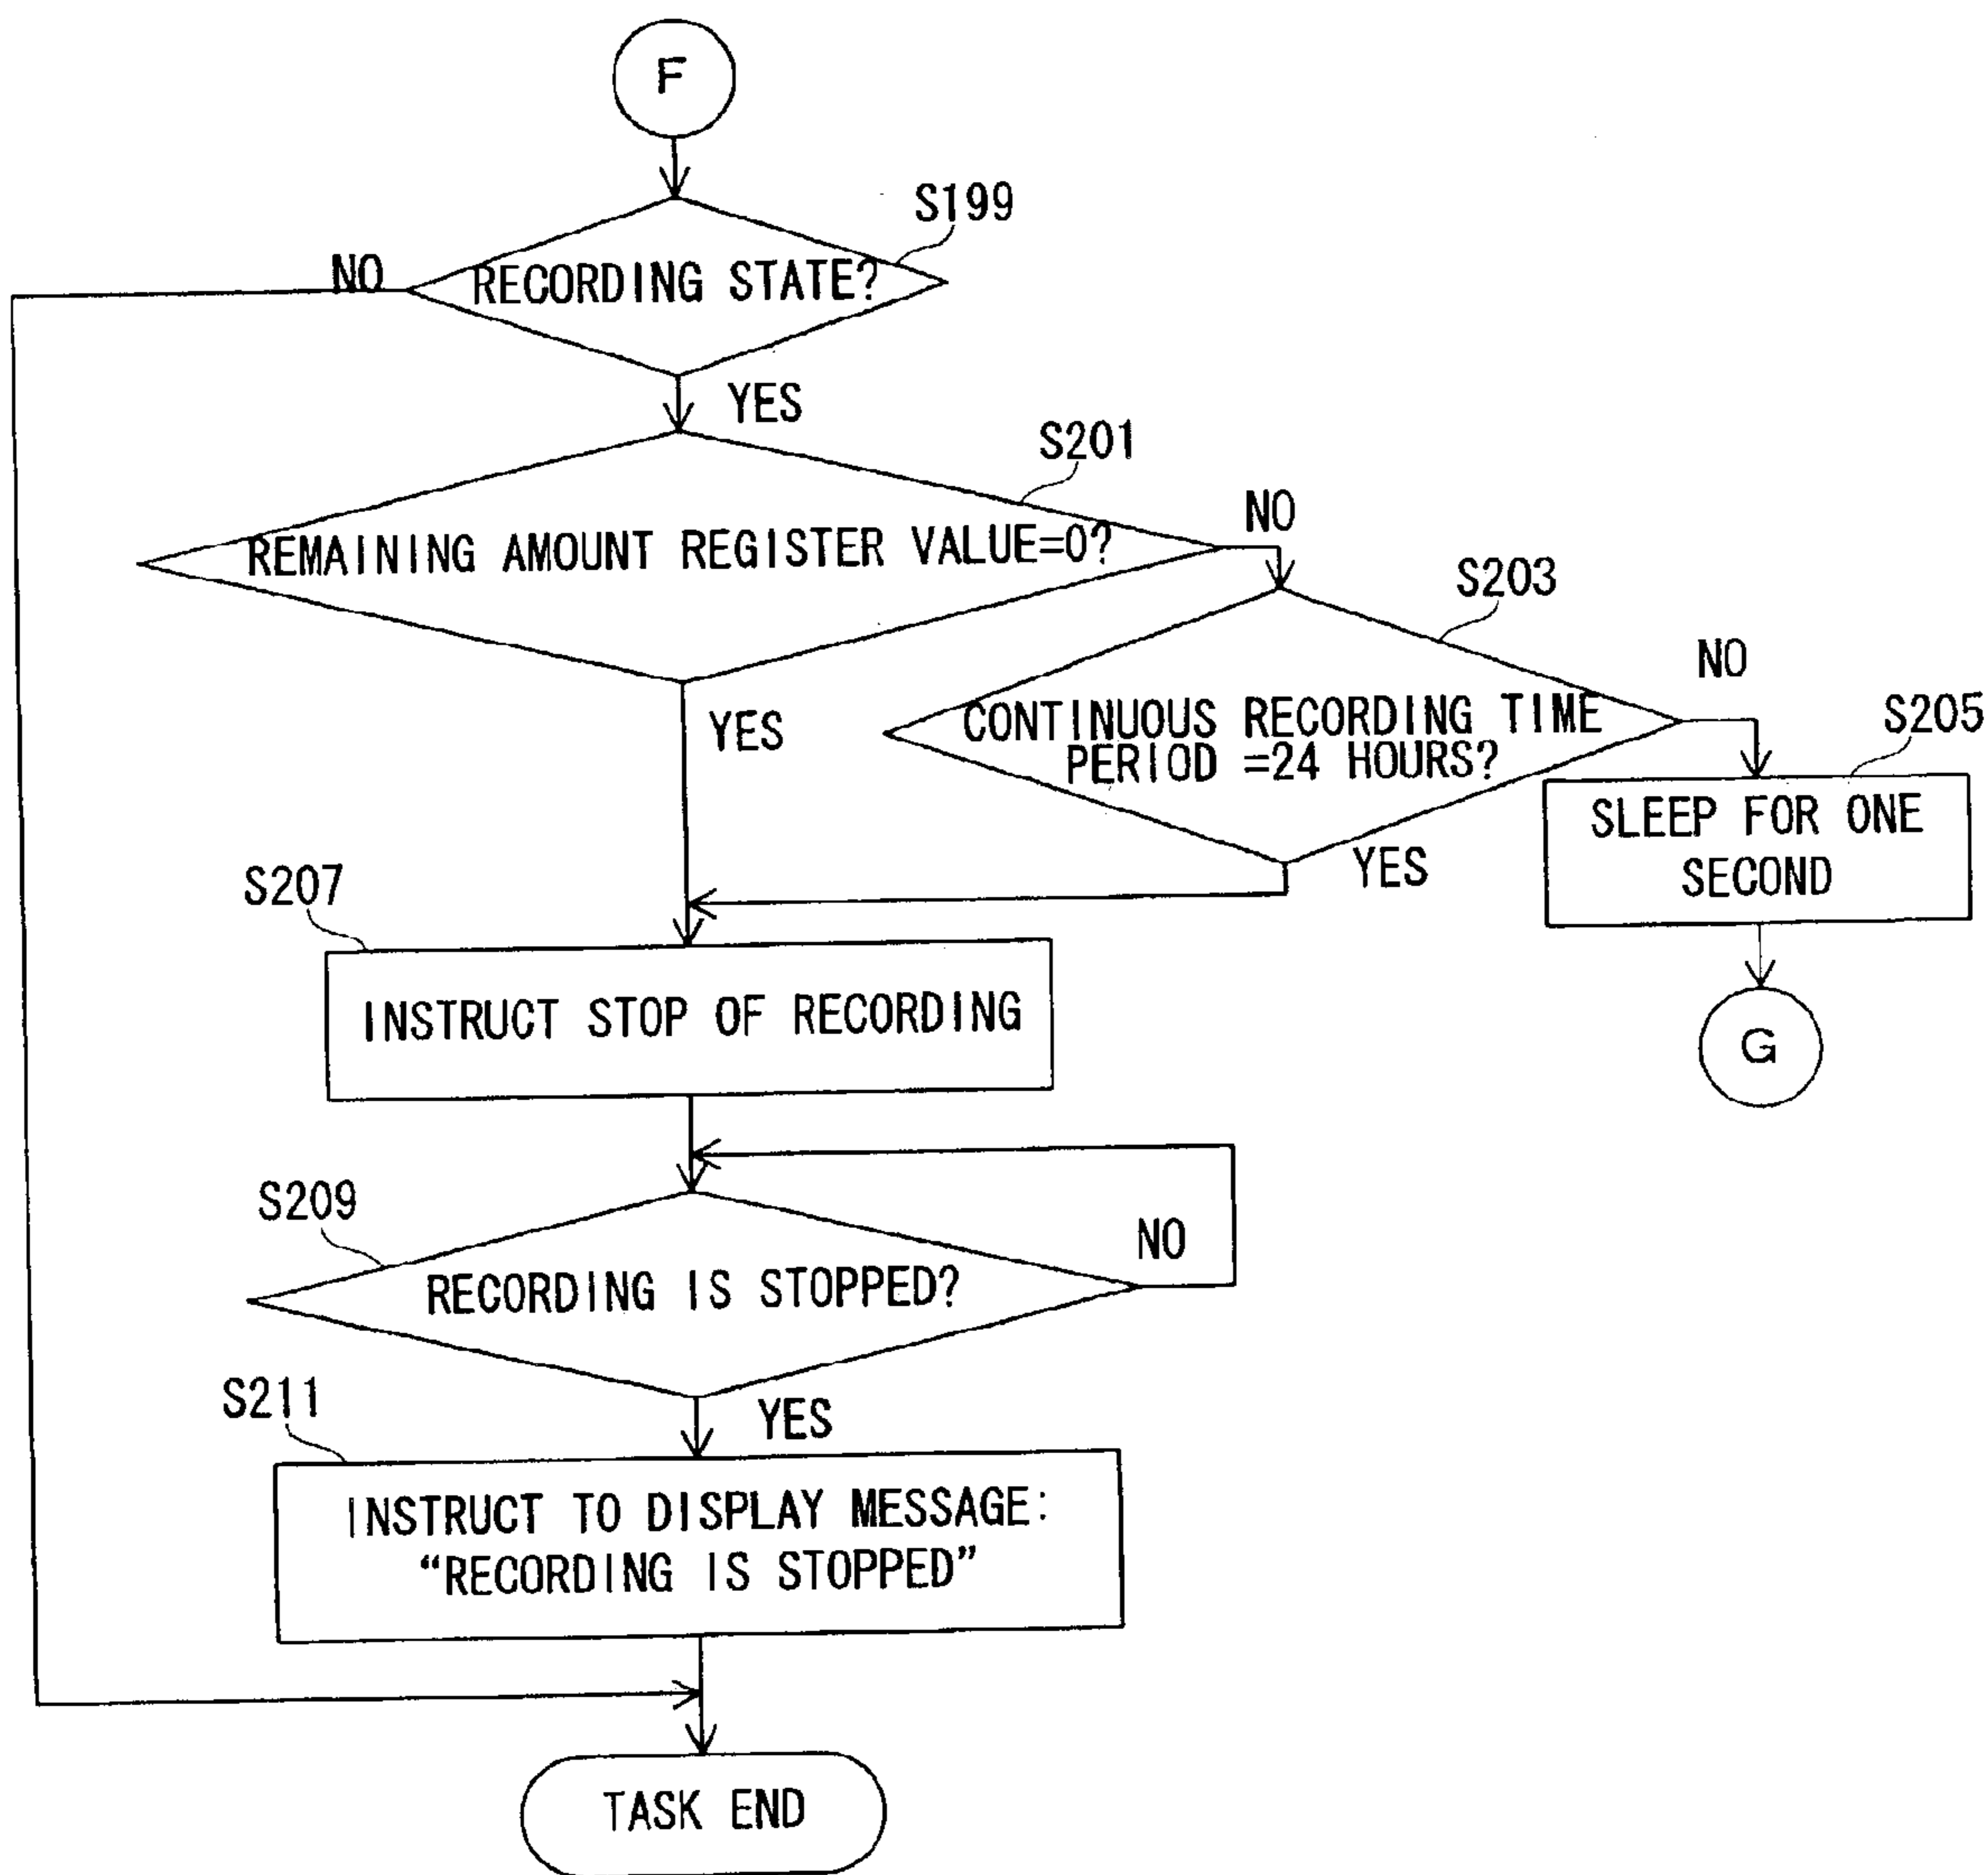 F
S199
NO
RECORDING STATE?
YES
S201
NO
REMAINING AMOUNT REGISTER VALUE=0?
S203
NO
YES
CONTINUOUS RECORDING TIME
PERIOD =24 HOURS?
S205
SLEEP FOR ONE
SECOND
YES
S207
G
INSTRUCT STOP OF RECORDING
S209
NO
RECORDING IS STOPPED?
S211
YES
INSTRUCT TO DISPLAY MESSAGE:
“RECORDING IS STOPPED”
TASK END